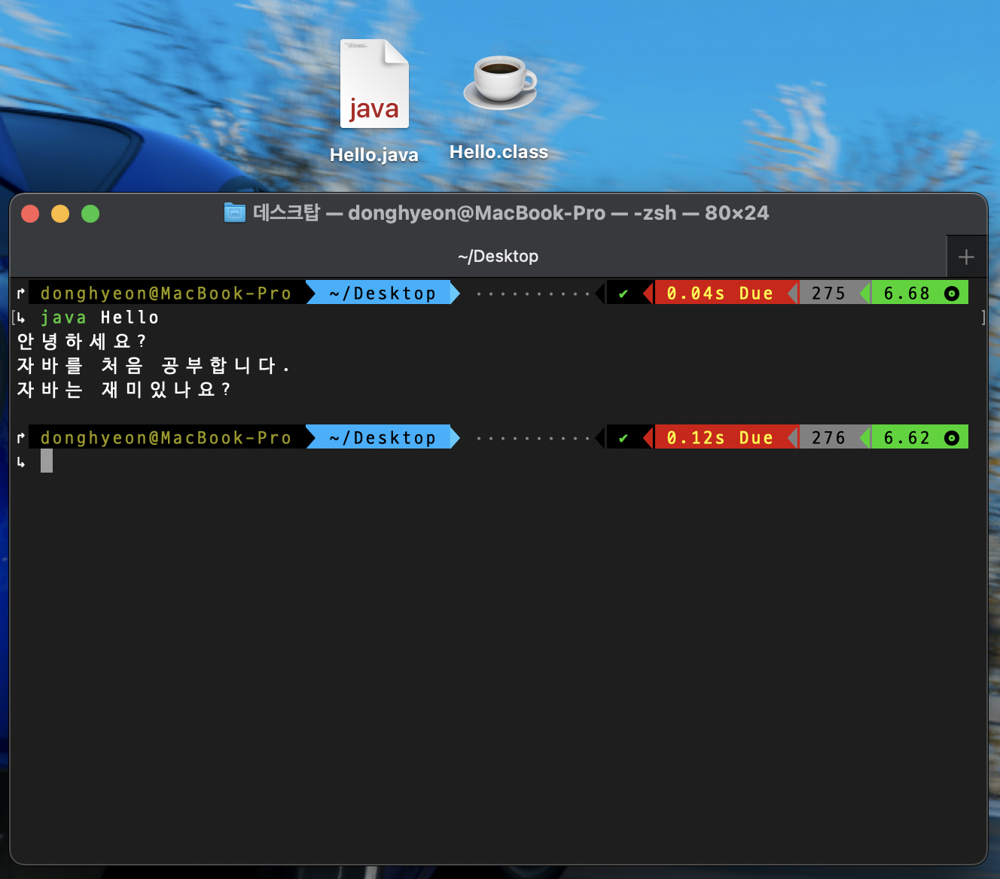 java
Hello.java
Hello.class
데스크탑 — donghyeon@MacBook-Pro — -zsh — 80×24
~/Desktop
+
↱ donghyeon@MacBook-Pro ~/Desktop ·········· ✔ 0.04s Due 275 6.68
[↳ java Hello ]
안녕하세요?
자바를 처음 공부합니다.
자바는 재미있나요?
↱ donghyeon@MacBook-Pro ~/Desktop ·········· ✔ 0.12s Due 276 6.62
↳